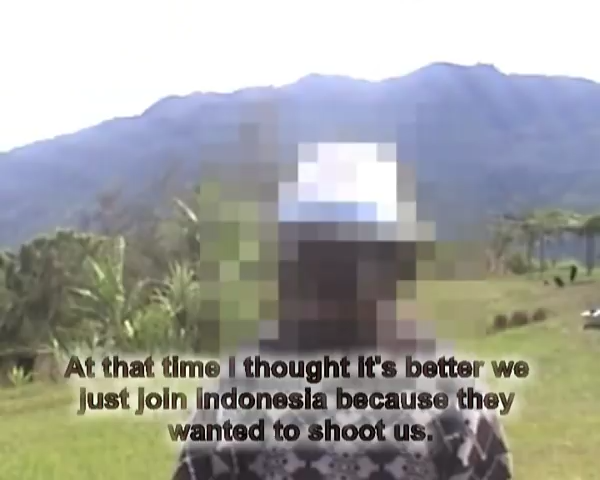 At that time I thought it's better we
just join Indonesia because they
wanted to shoot us.